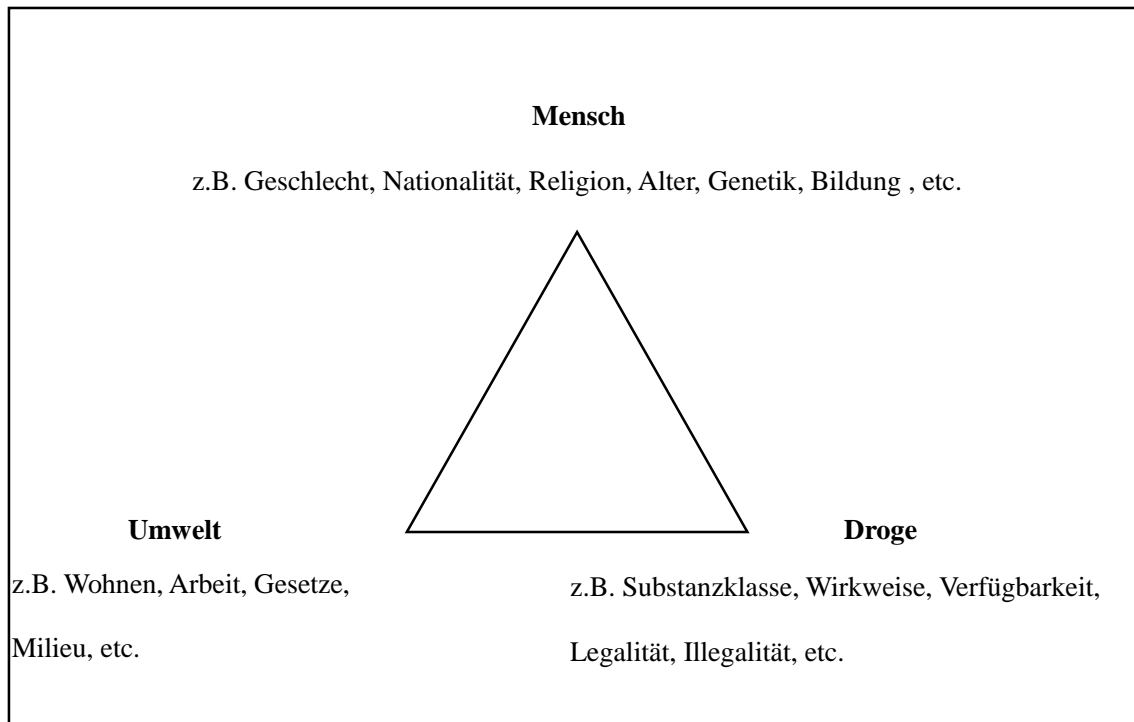 Mensch
z.B. Geschlecht, Nationalität, Religion, Alter, Genetik, Bildung , etc.
Umwelt
z.B. Wohnen, Arbeit, Gesetze,
Milieu, etc.
Droge
z.B. Substanzklasse, Wirkweise, Verfügbarkeit,
Legalität, Illegalität, etc.